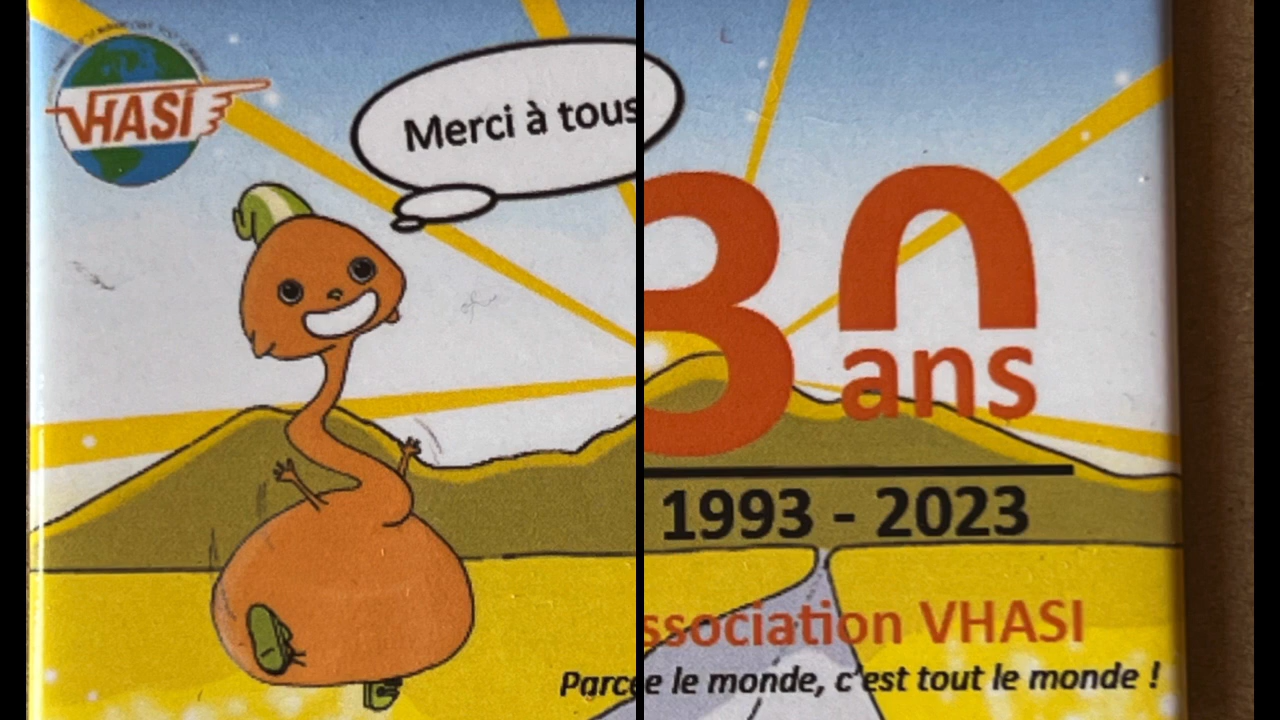 VHASI
Merci à tous
30
ans
1993 - 2023
ssociation VHASI
Parce le monde, c'est tout le monde !